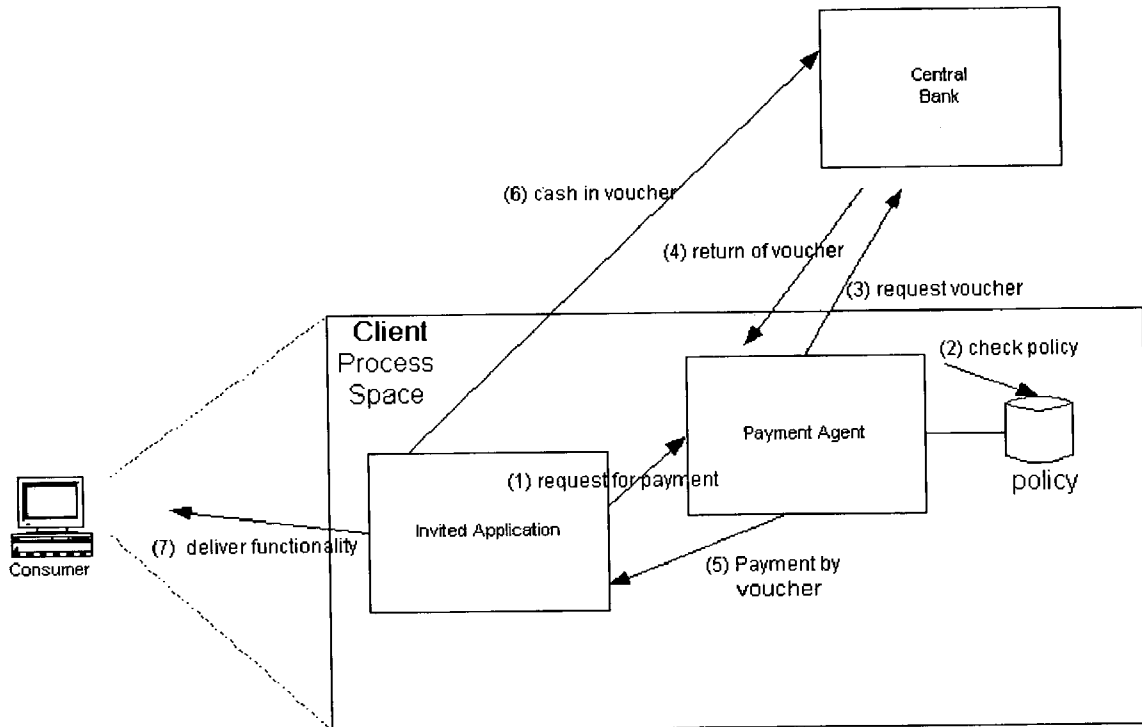 Central
Bank
(6) cash in voucher
(4) return of voucher
(3) request voucher
Client
Process
Space
(2) check policy
Payment Agent
policy
(1) request for payment
Invited Application
(7) deliver functionality
Consumer
(5) Payment by
voucher